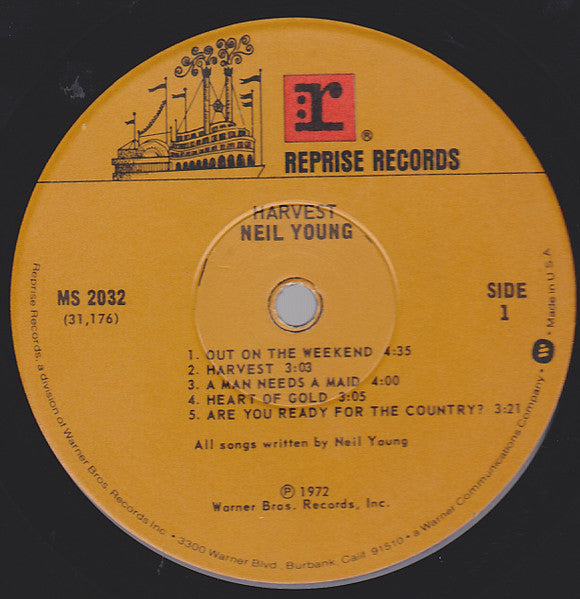 r
®
REPRISE RECORDS
HARVEST
NEIL YOUNG
MS 2032
(31,176)
SIDE
1
1. OUT ON THE WEEKEND 4:35
2. HARVEST 3:03
3. A MAN NEEDS A MAID 4:00
4. HEART OF GOLD 3:05
5. ARE YOU READY FOR THE COUNTRY? 3:21
All songs written by Neil Young
℗ 1972
Warner Bros. Records, Inc.
Reprise Records, a division of Warner Bros. Records Inc. • 3300 Warner Blvd., Burbank, Calif. 91510 • a Warner Communications Company • W • Made in U.S.A.